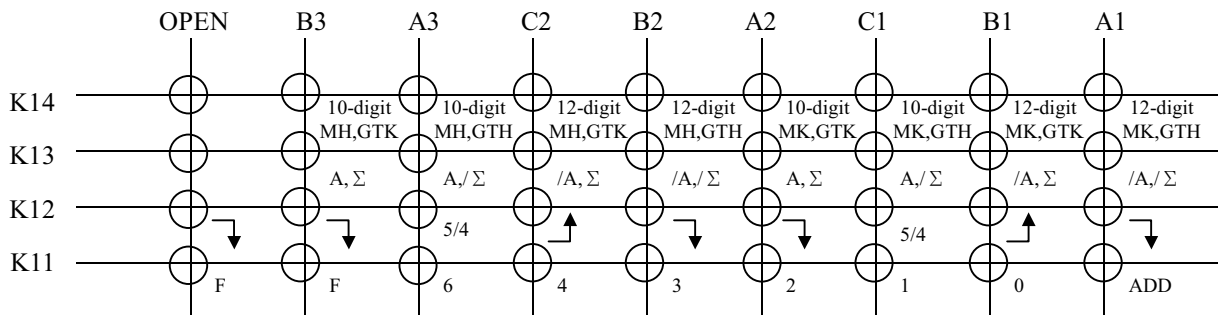 OPEN B3 A3 C2 B2 A2 C1 B1 A1
K14
10-digit 10-digit 12-digit 12-digit 10-digit 10-digit 12-digit 12-digit
MH,GTK MH,GTH MH,GTK MH,GTH MK,GTK MK,GTH MK,GTK MK,GTH
K13
A,Σ A,/Σ /A,Σ /A,/Σ A,Σ A,/Σ /A,Σ /A,/Σ
K12
5/4 5/4
K11
F F 6 4 3 2 1 0 ADD